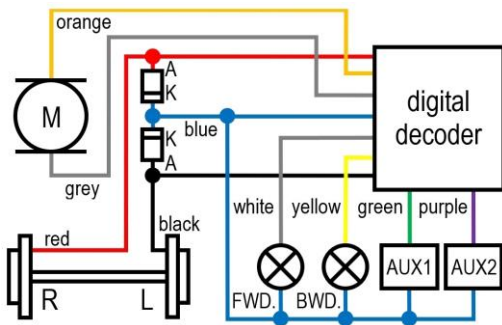 orange
A
K
M
blue
K
A
digital
decoder
grey
white
yellow
green
purple
black
red
R
L
FWD.
BWD.
AUX1
AUX2